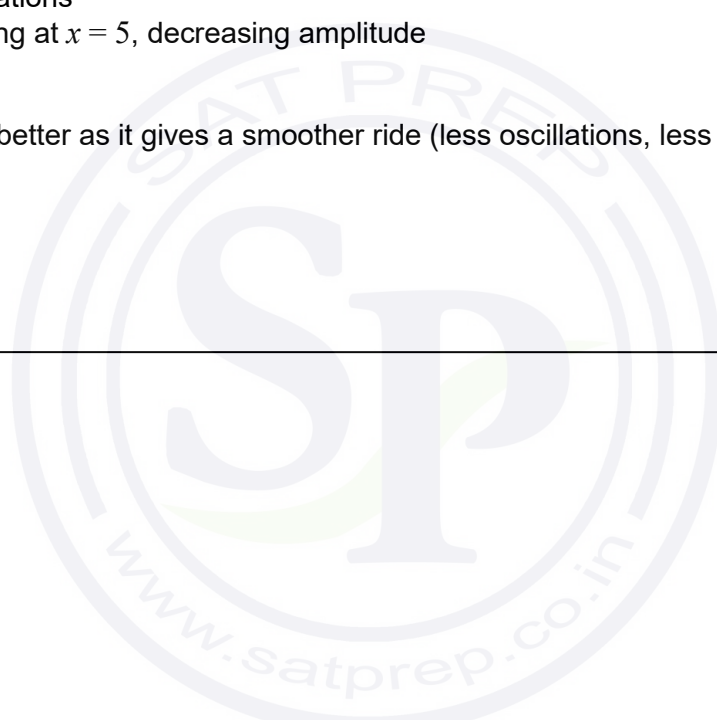 ng at x = 5, decreasing amplitude
better as it gives a smoother ride (less oscillations, less
SAT PREP
SP
www.satprep.co.in